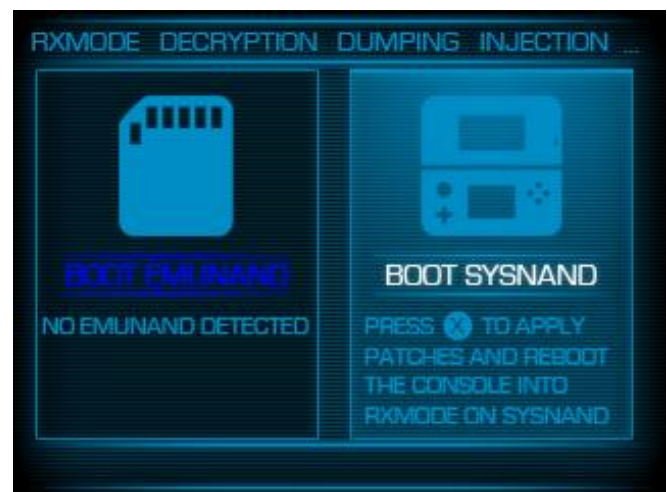 RXMODE DECRYPTION DUMPING INJECTION ...
BOOT EMUNAND
NO EMUNAND DETECTED
BOOT SYSNAND
PRESS X TO APPLY
PATCHES AND REBOOT
THE CONSOLE INTO
RXMODE ON SYSNAND